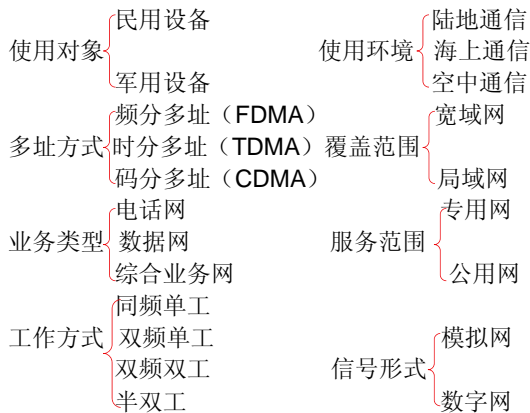 民用设备
使用对象
军用设备
陆地通信
使用环境 海上通信
空中通信
频分多址（FDMA）
多址方式 时分多址（TDMA）
码分多址（CDMA）
宽域网
覆盖范围
局域网
电话网
业务类型 数据网
综合业务网
专用网
服务范围
公用网
同频单工
工作方式 双频单工
双频双工
半双工
模拟网
信号形式
数字网